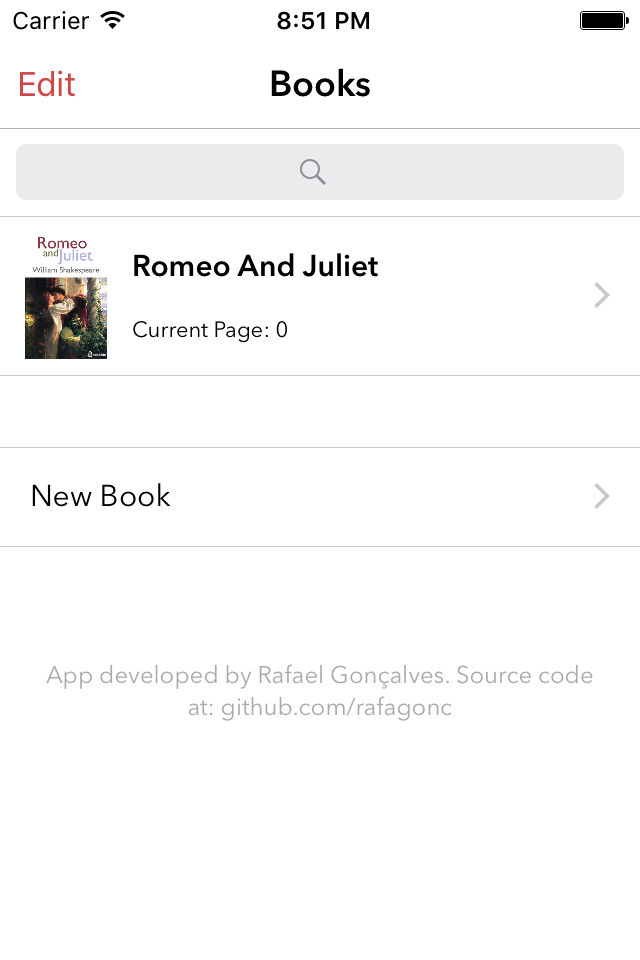 Carrier 8:51 PM
Edit Books
Romeo
and Juliet
William Shakespeare
Romeo And Juliet
Current Page: 0
New Book
App developed by Rafael Gonçalves. Source code
at: github.com/rafagonc